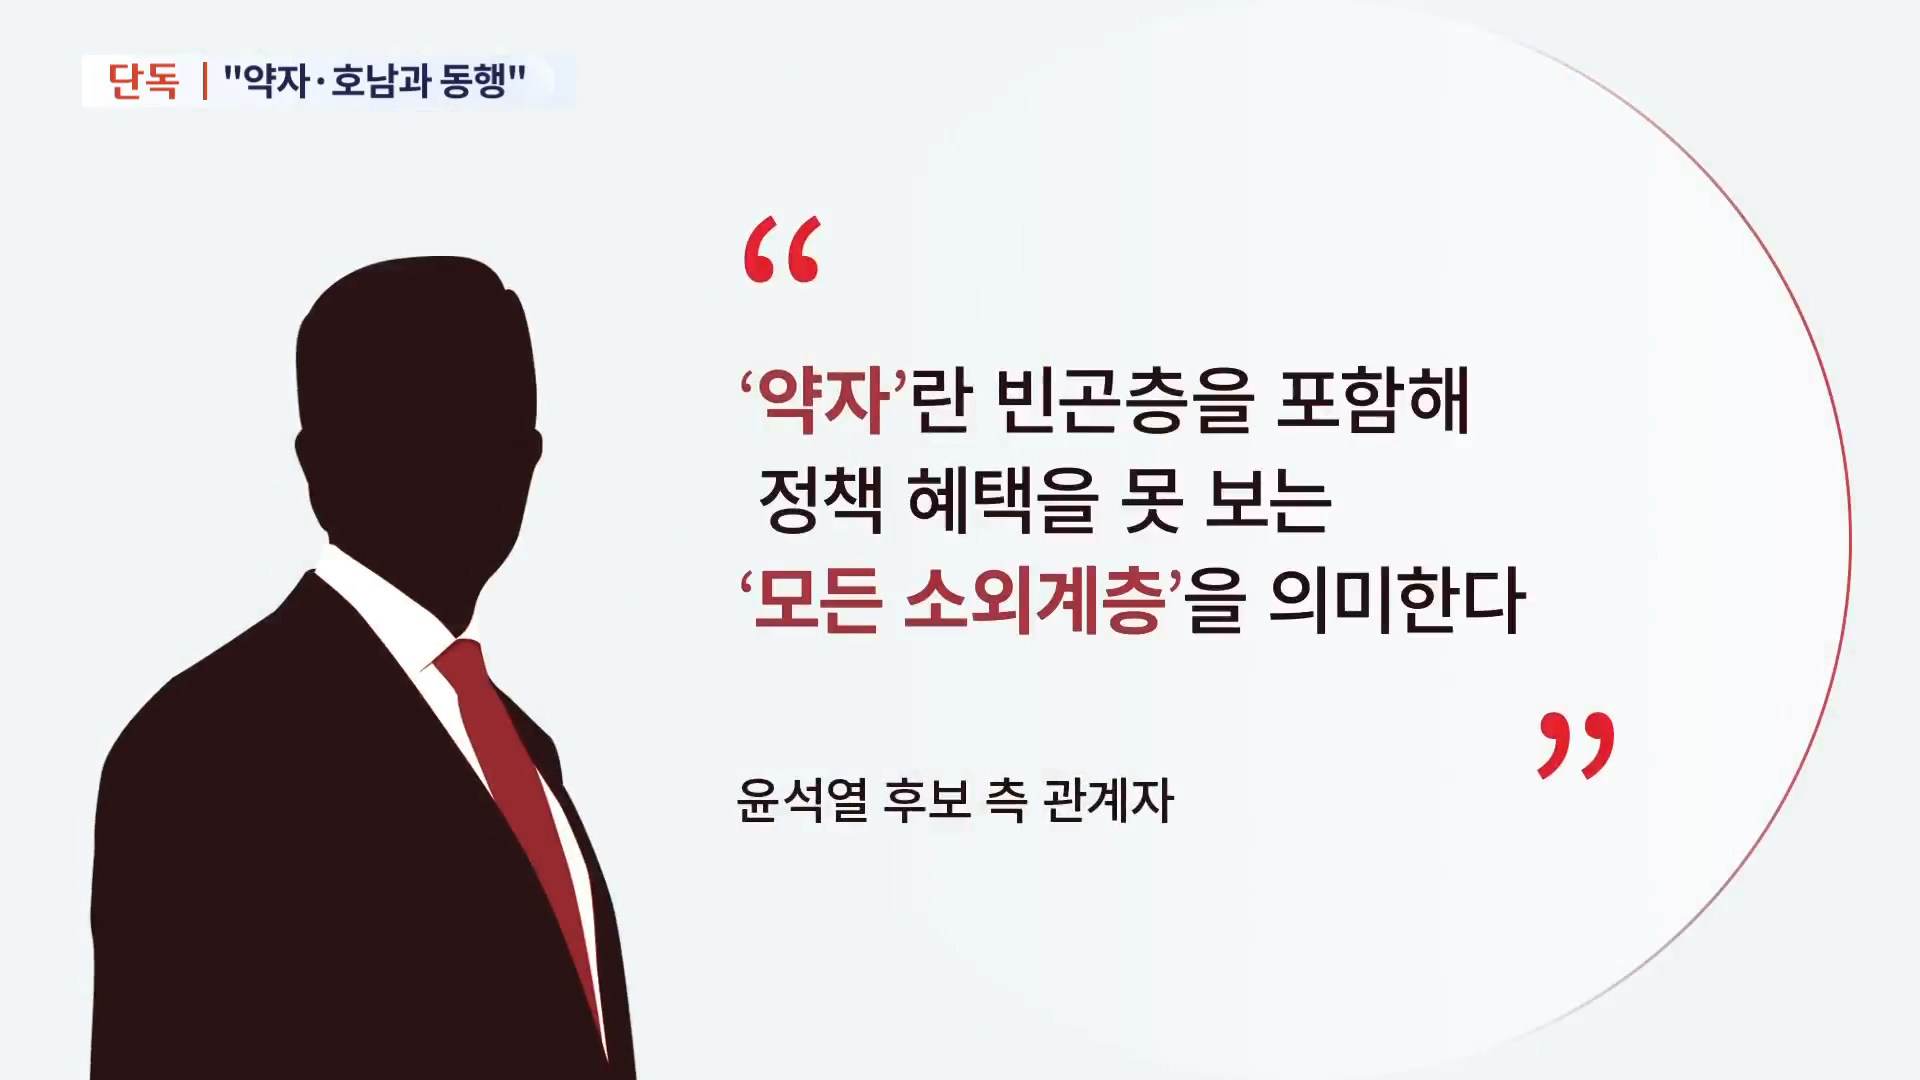 단독 | "약자·호남과 동행"
“
‘약자’란 빈곤층을 포함해
정책 혜택을 못 보는
‘모든 소외계층’을 의미한다
”
윤석열 후보 측 관계자